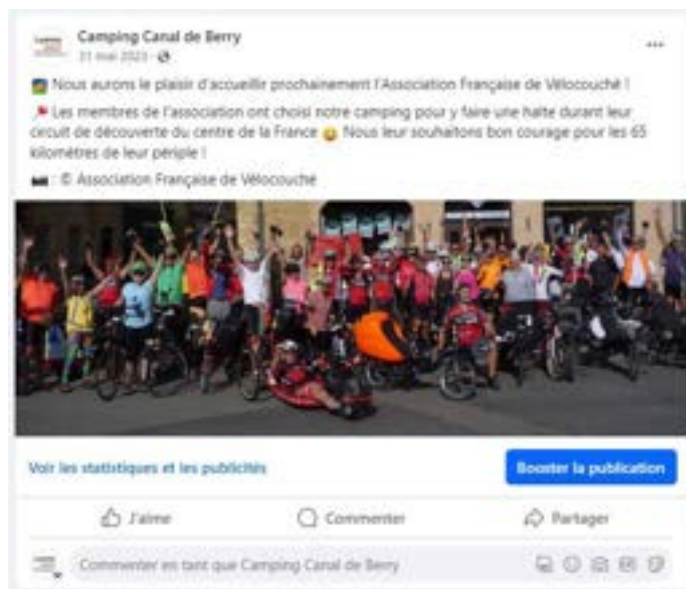 Camping Canal de Berry
31 mai 2023
Nous aurons le plaisir d'accueillir prochainement l'Association Française de Vélocouché !
Les membres de l'association ont choisi notre camping pour y faire une halte durant leur
circuit de découverte du centre de la France 😀 Nous leur souhaitons bon courage pour les 65
kilomètres de leur périple !
📷 : © Association Française de Vélocouché
Voir les statistiques et les publicités
Booster la publication
J'aime
Commenter
Partager
Commenter en tant que Camping Canal de Berry